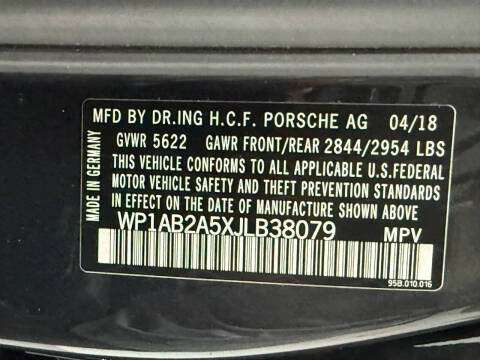 MFD BY DR.ING H.C.F. PORSCHE AG 04/18
GVWR 5622 GAWR FRONT/REAR 2844/2954 LBS
THIS VEHICLE CONFORMS TO ALL APPLICABLE U.S.FEDERAL
MOTOR VEHICLE SAFETY AND THEFT PREVENTION STANDARDS
IN EFFECT ON THE DATE OF MANUFACTURE SHOWN ABOVE.
WP1AB2A5XJLB38079 MPV
95B.010.016
MADE IN GERMANY